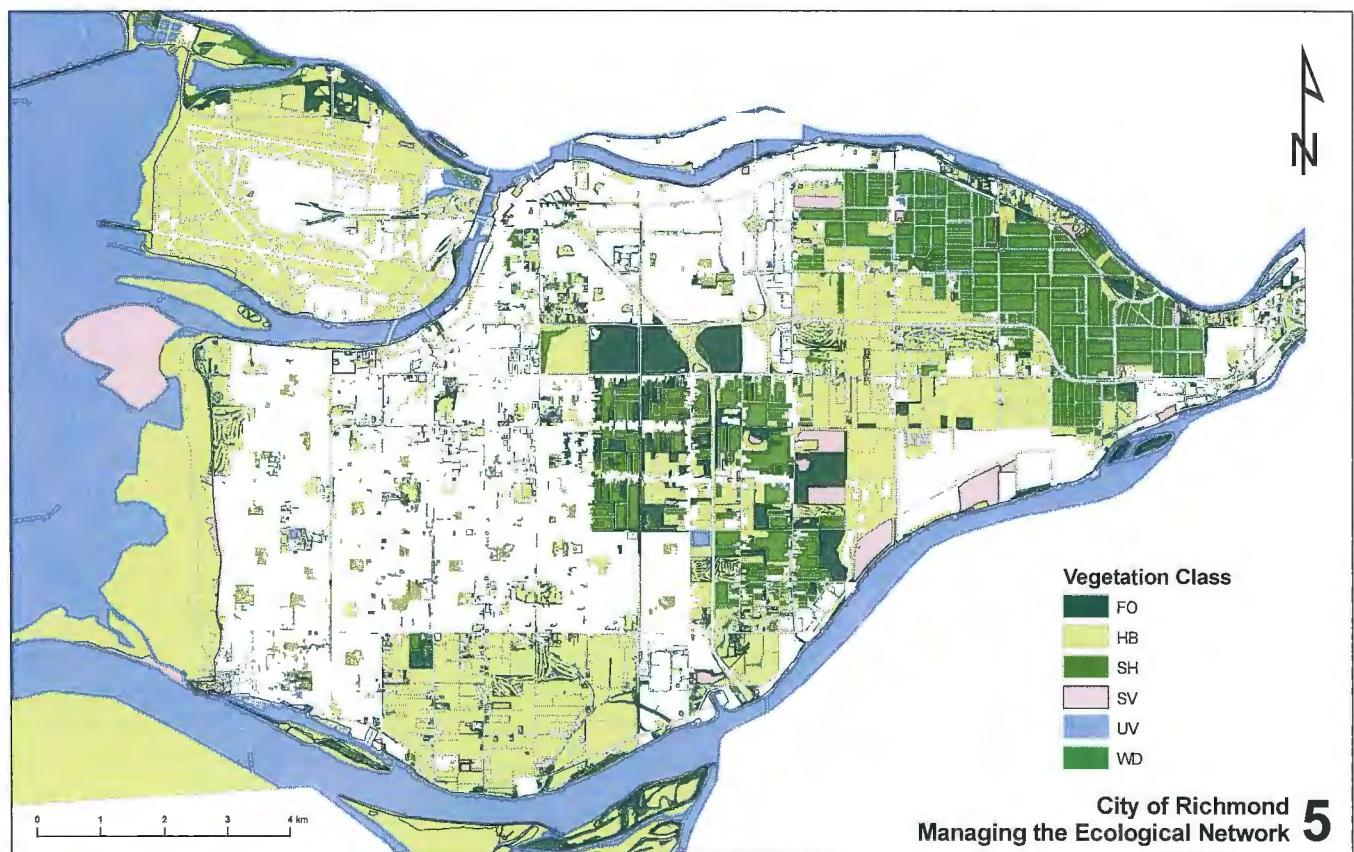 N
Vegetation Class
FO
HB
SH
SV
UV
WD
0 1 2 3 4 km
City of Richmond
Managing the Ecological Network 5